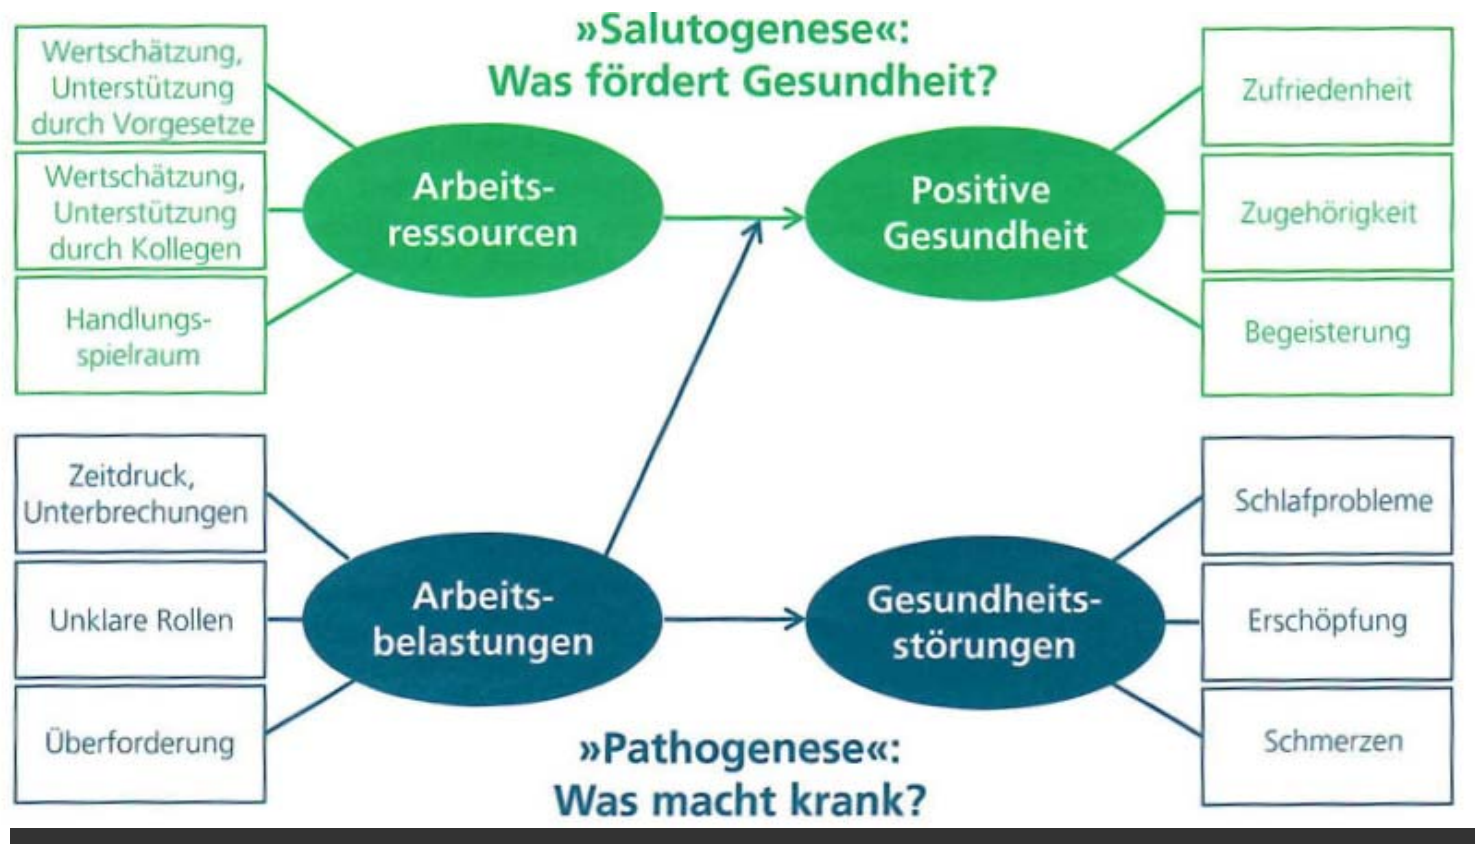 »Salutogenese«:
Was fördert Gesundheit?
Wertschätzung,
Unterstützung
durch Vorgesetze
Wertschätzung,
Unterstützung
durch Kollegen
Handlungs-
spielraum
Arbeits-
ressourcen
Positive
Gesundheit
Zufriedenheit
Zugehörigkeit
Begeisterung
Zeitdruck,
Unterbrechungen
Unklare Rollen
Überforderung
Arbeits-
belastungen
Gesundheits-
störungen
Schlafprobleme
Erschöpfung
Schmerzen
»Pathogenese«:
Was macht krank?